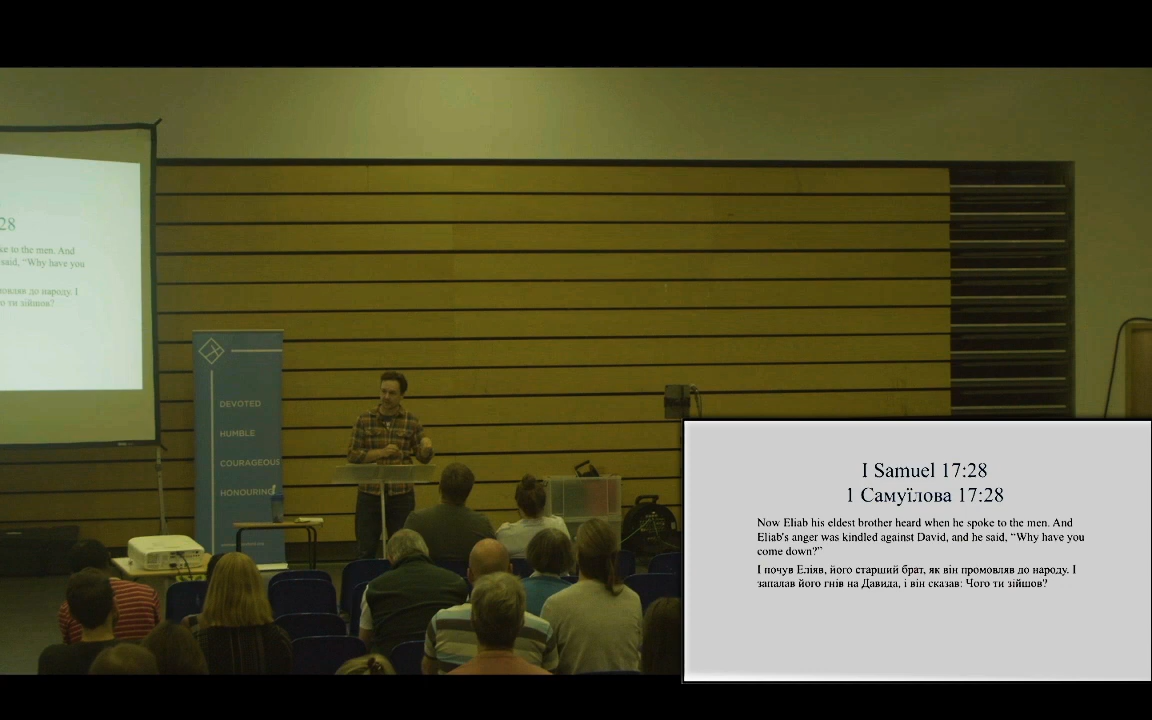 28
ke to the men. And
said, “Why have you
мовляв до народу. І
о ти зійшов?
DEVOTED
HUMBLE
COURAGEOUS
HONOURING
I Samuel 17:28
1 Самуїлова 17:28
Now Eliab his eldest brother heard when he spoke to the men. And
Eliab's anger was kindled against David, and he said, “Why have you
come down?”
І почув Еліяв, його старший брат, як він промовляв до народу. І
запалав його гнів на Давида, і він сказав: Чого ти зійшов?